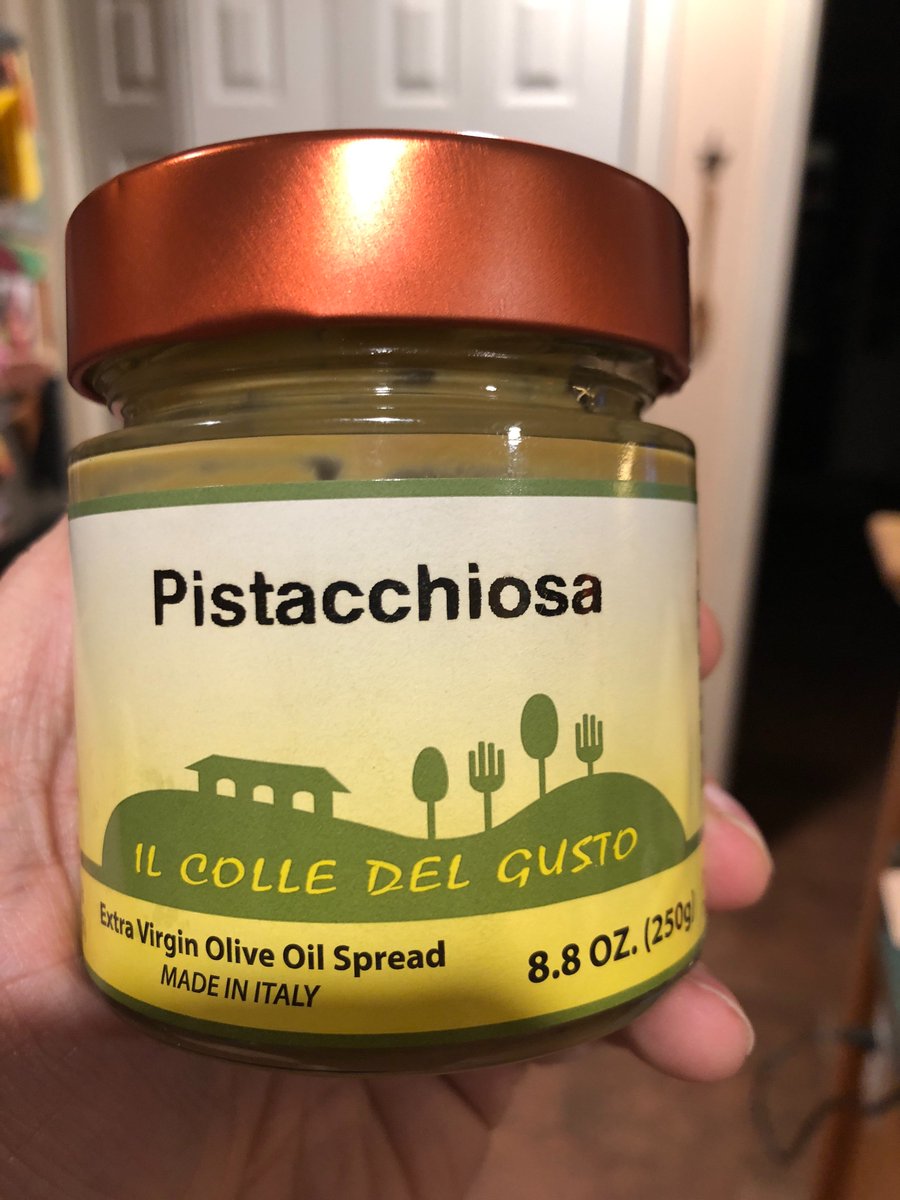 Pistacchiosa
IL COLLE DEL GUSTO
Extra Virgin Olive Oil Spread
MADE IN ITALY
8.8 OZ. (250g)